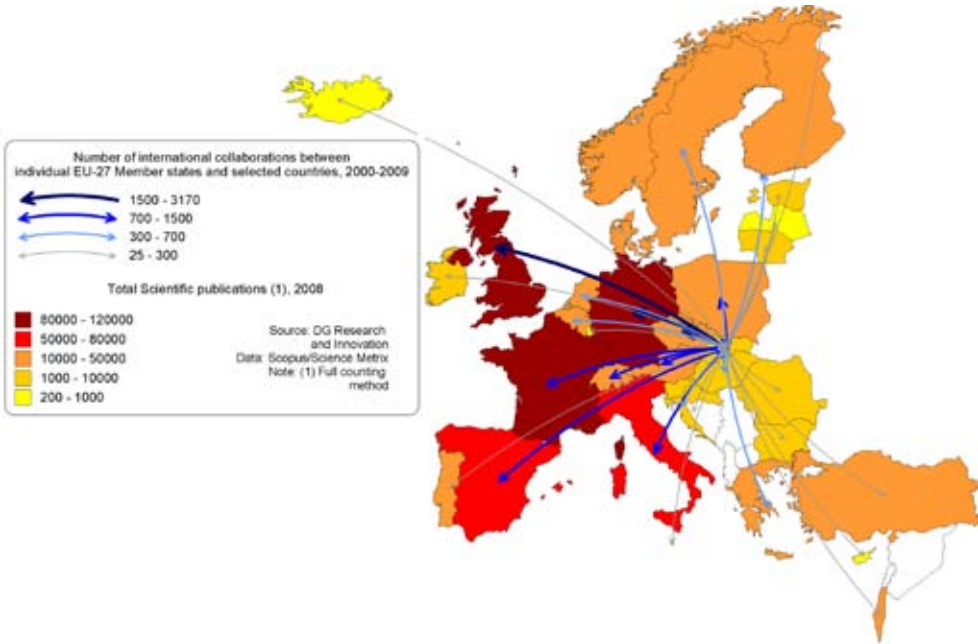 Number of international collaborations between
individual EU-27 Member states and selected countries, 2000-2009
1500 - 3170
700 - 1500
300 - 700
25 - 300
Total Scientific publications (1), 2008
80000 - 120000
50000 - 80000
10000 - 50000
1000 - 10000
200 - 1000
Source: DG Research
and Innovation
Data: Scopus/Science Metrix
Note: (1) Full counting
method